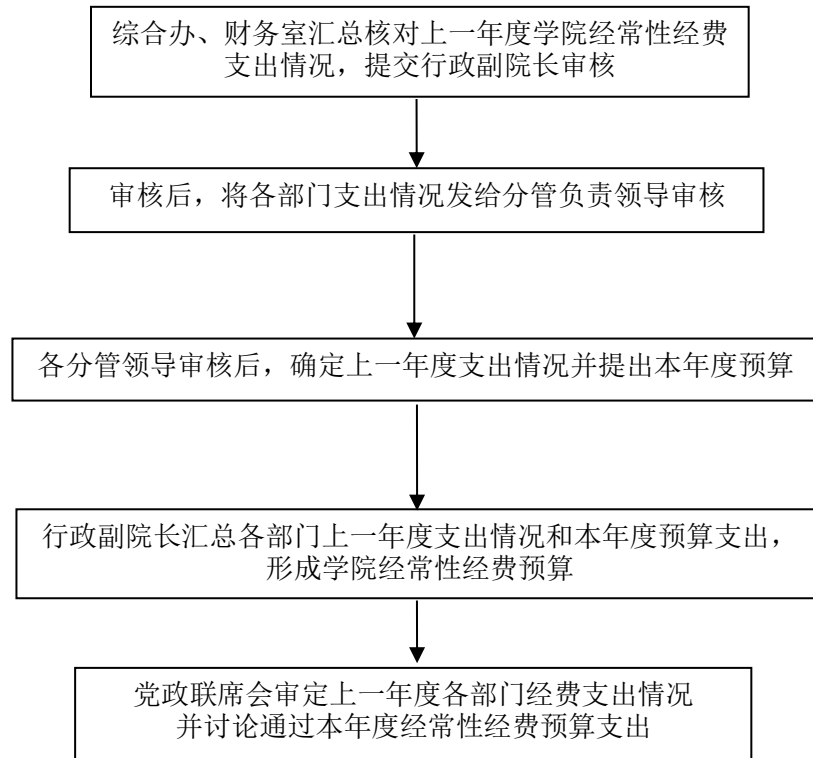 综合办、财务室汇总核对上一年度学院经常性经费
支出情况，提交行政副院长审核
审核后，将各部门支出情况发给分管负责领导审核
各分管领导审核后，确定上一年度支出情况并提出本年度预算
行政副院长汇总各部门上一年度支出情况和本年度预算支出，
形成学院经常性经费预算
党政联席会审定上一年度各部门经费支出情况
并讨论通过本年度经常性经费预算支出